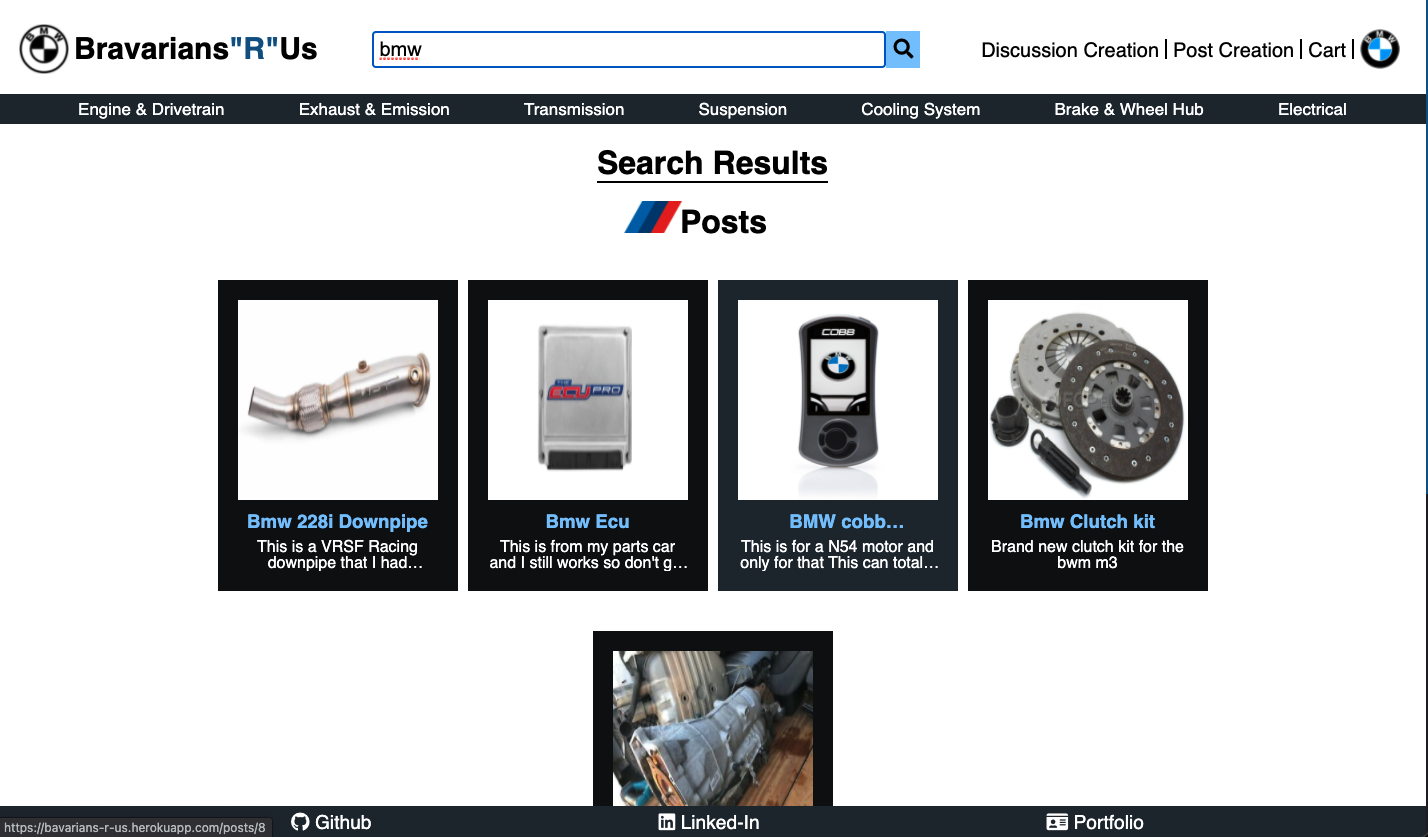 Bravarians"R"Us
bmw
Discussion Creation | Post Creation | Cart |
Engine & Drivetrain Exhaust & Emission Transmission Suspension Cooling System Brake & Wheel Hub Electrical
Search Results
Posts
THE
ECU PRO
COBB
BMW
Bmw 228i Downpipe
This is a VRSF Racing
downpipe that I had…
Bmw Ecu
This is from my parts car
and I still works so don't g…
BMW cobb…
This is for a N54 motor and
only for that This can total…
Bmw Clutch kit
Brand new clutch kit for the
bwm m3
https://bavarians-r-us.herokuapp.com/posts/8
Github
Linked-In
Portfolio